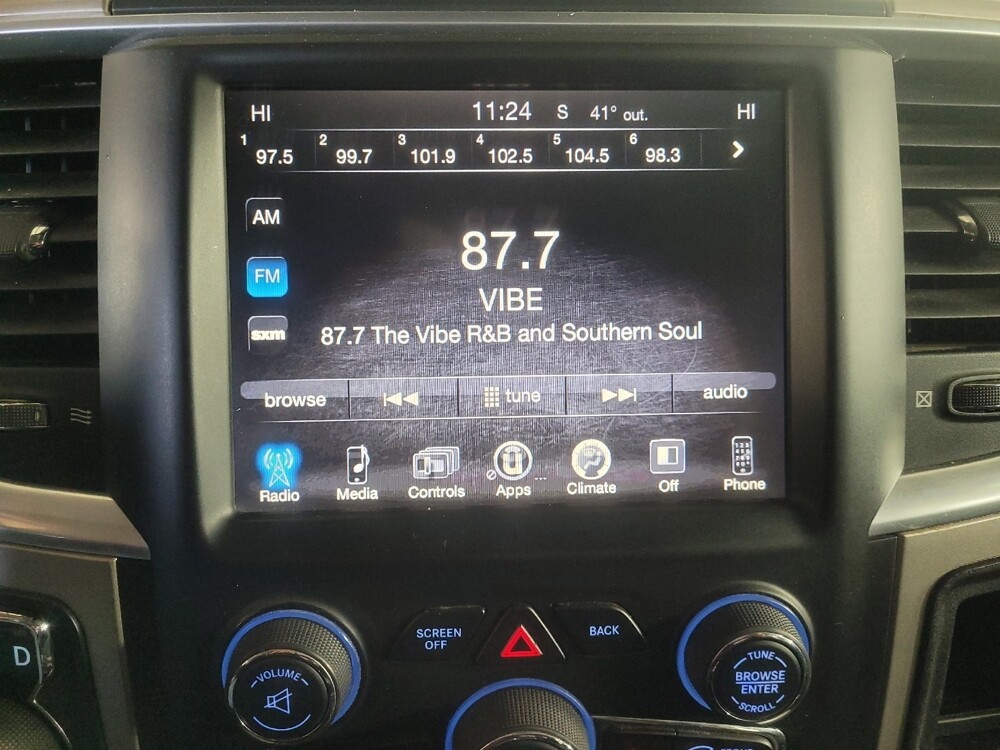 HI 11:24 S 41° out. HI
1 97.5 2 99.7 3 101.9 4 102.5 5 104.5 6 98.3
AM
87.7
FM
VIBE
sxm
87.7 The Vibe R&B and Southern Soul
browse tune audio
Radio Media Controls Apps ... Climate Off Phone
SCREEN OFF
BACK
D
VOLUME
TUNE
BROWSE
ENTER
SCROLL